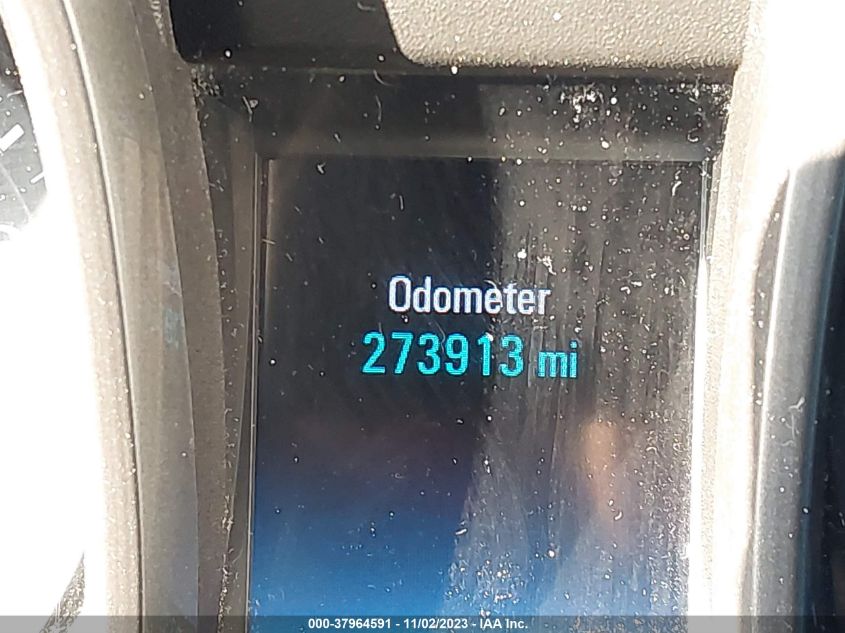 Odometer
273913 mi
000-37964591 - 11/02/2023 - IAA Inc.